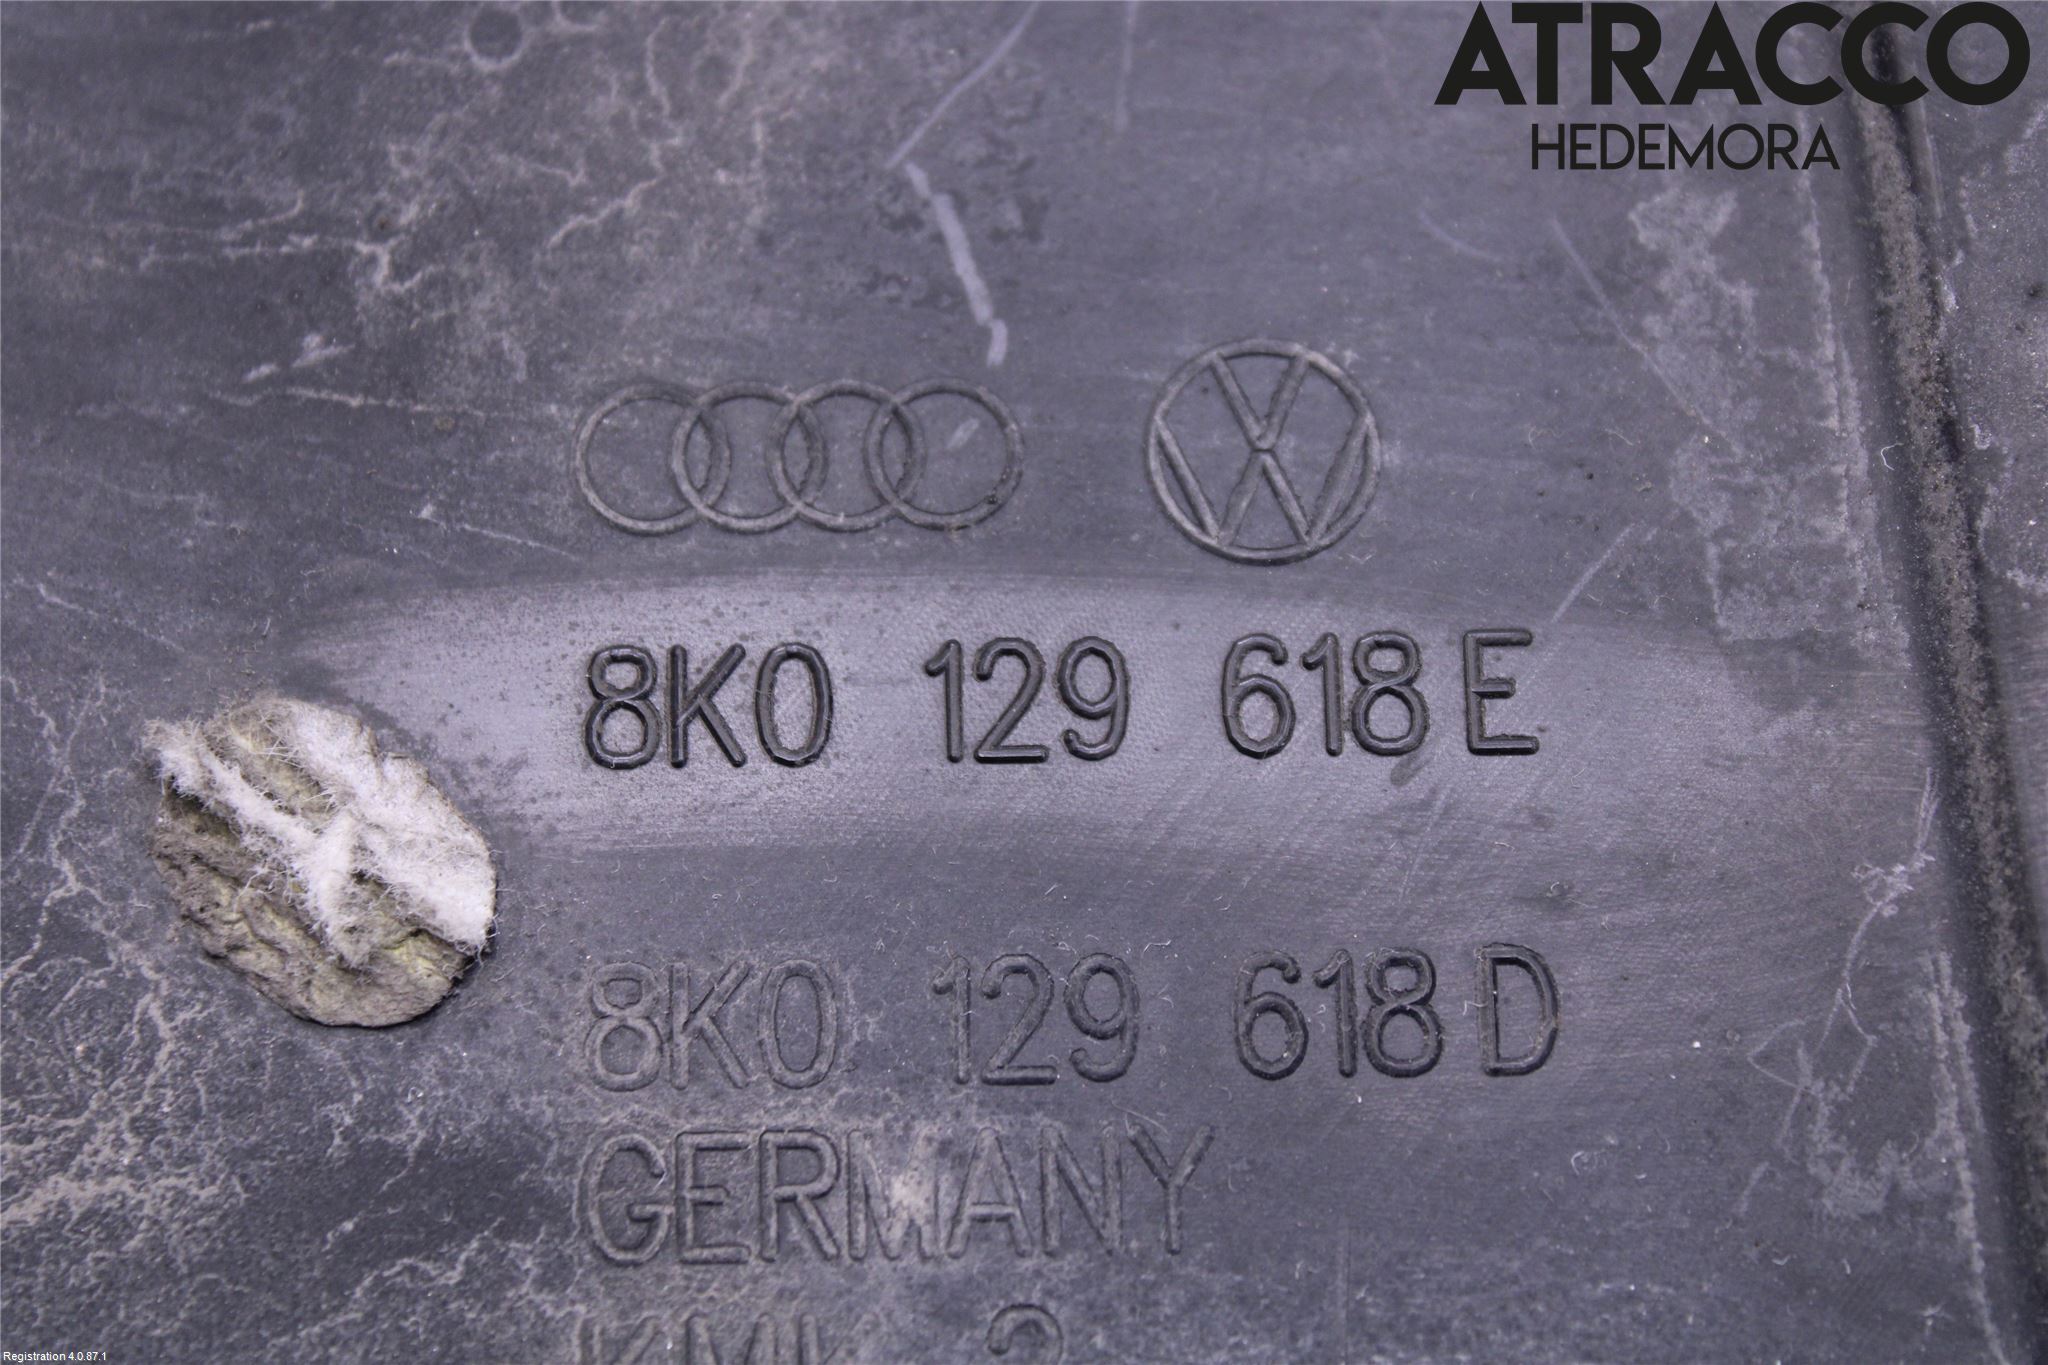 ATRACCO
HEDEMORA
8K0 129 618 E
8K0 129 618 D
GERMANY
Registration 4.0.87.1